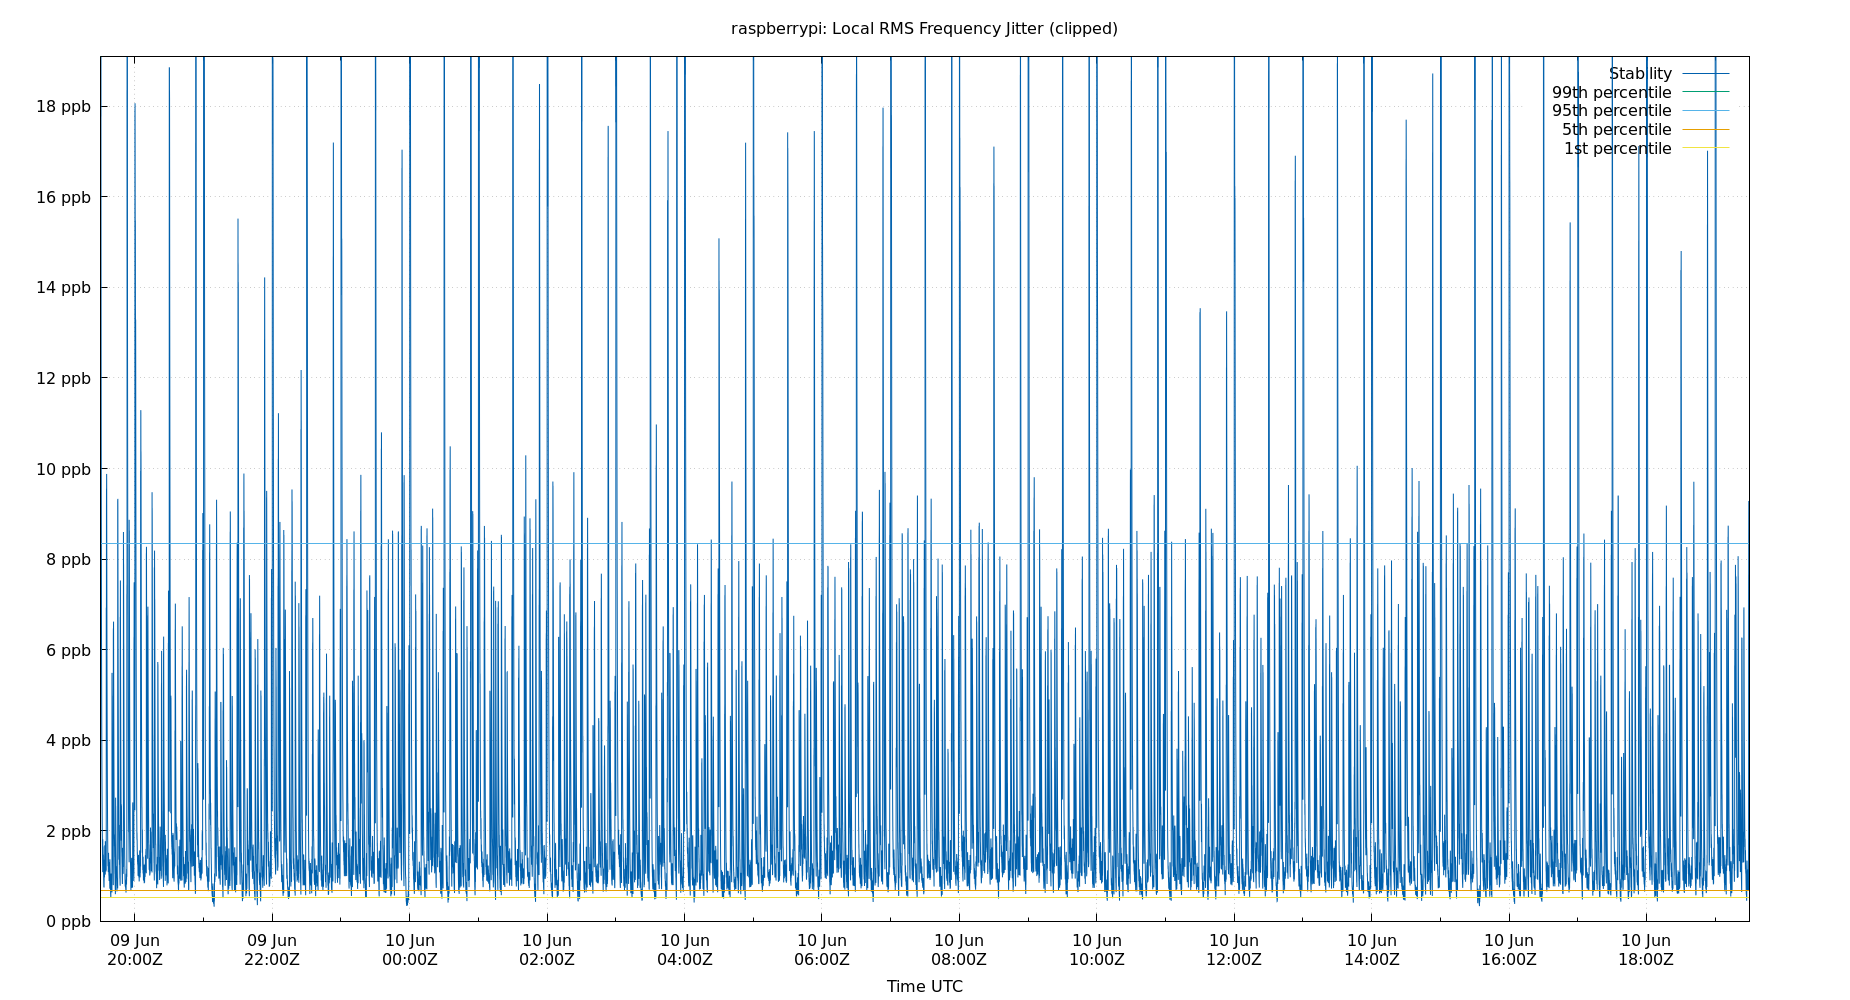 raspberrypi: Local RMS Frequency Jitter (clipped)
Stability
99th percentile
95th percentile
5th percentile
1st percentile
18 ppb
16 ppb
14 ppb
12 ppb
10 ppb
8 ppb
6 ppb
4 ppb
2 ppb
0 ppb
09 Jun 09 Jun 10 Jun 10 Jun 10 Jun 10 Jun 10 Jun 10 Jun 10 Jun 10 Jun 10 Jun 10 Jun
20:00Z 22:00Z 00:00Z 02:00Z 04:00Z 06:00Z 08:00Z 10:00Z 12:00Z 14:00Z 16:00Z 18:00Z
Time UTC